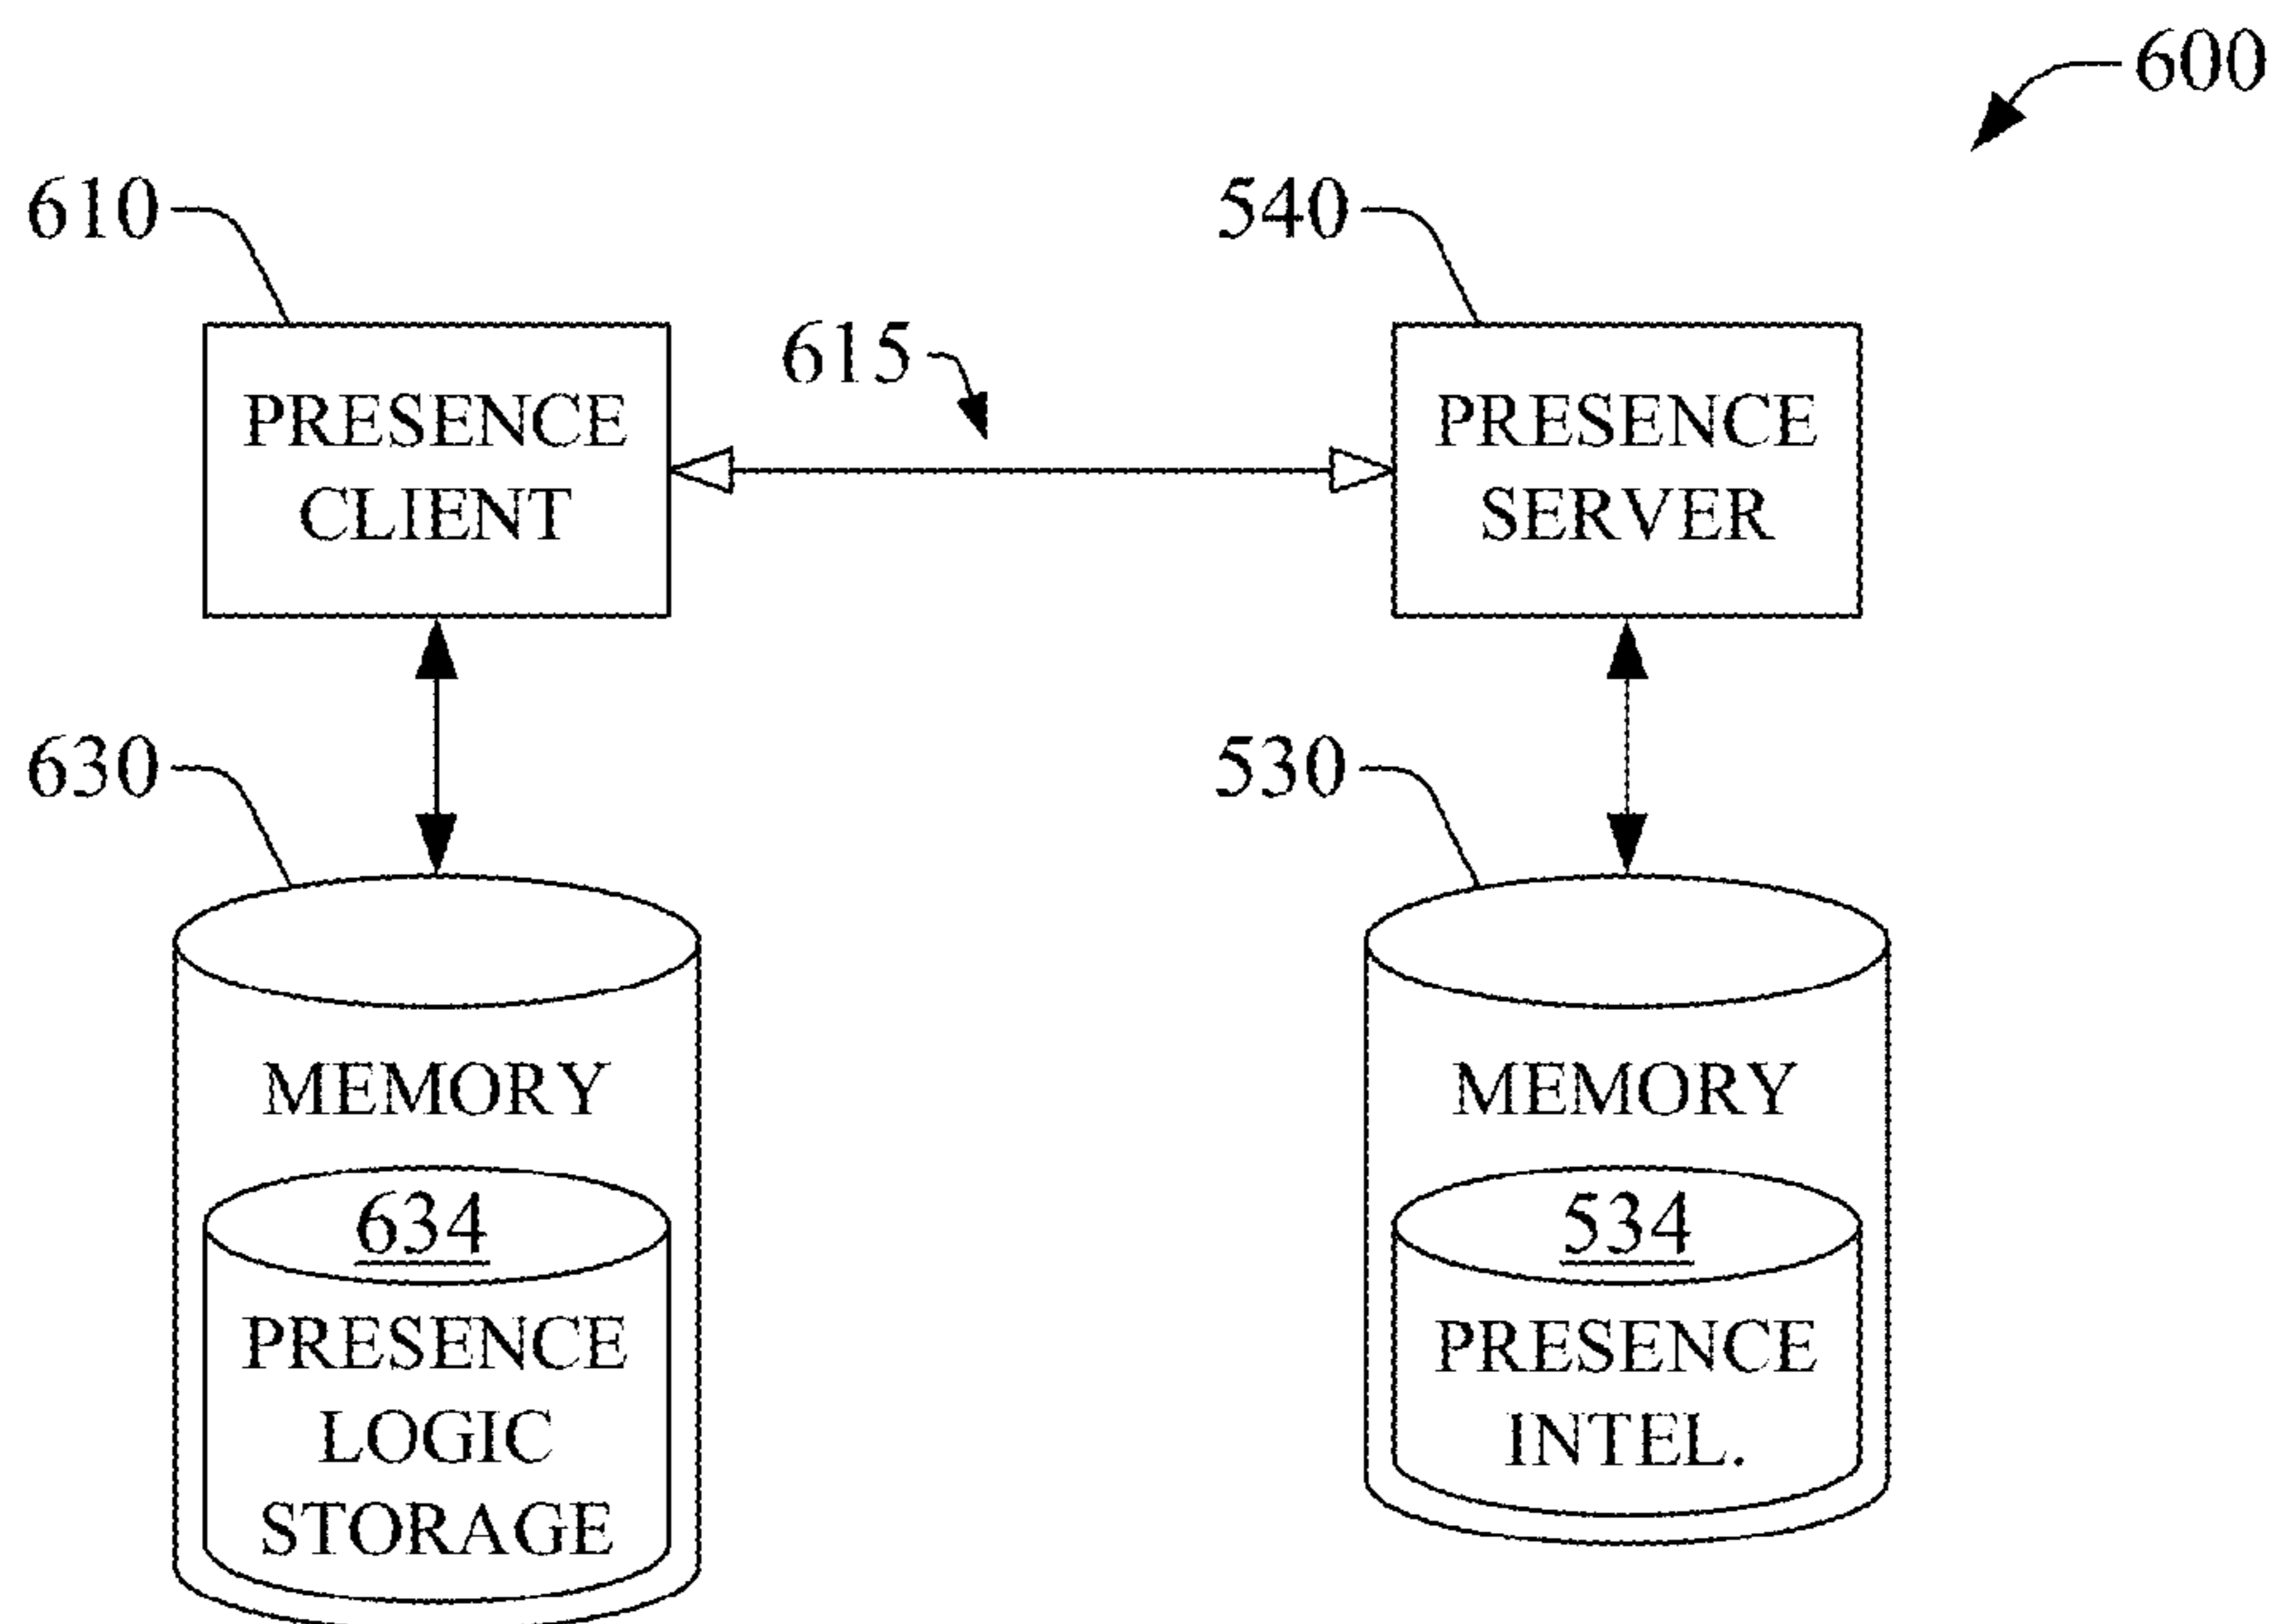 600
610
540
615
PRESENCE
CLIENT
PRESENCE
SERVER
630
530
MEMORY
MEMORY
634
PRESENCE
LOGIC
STORAGE
534
PRESENCE
INTEL.